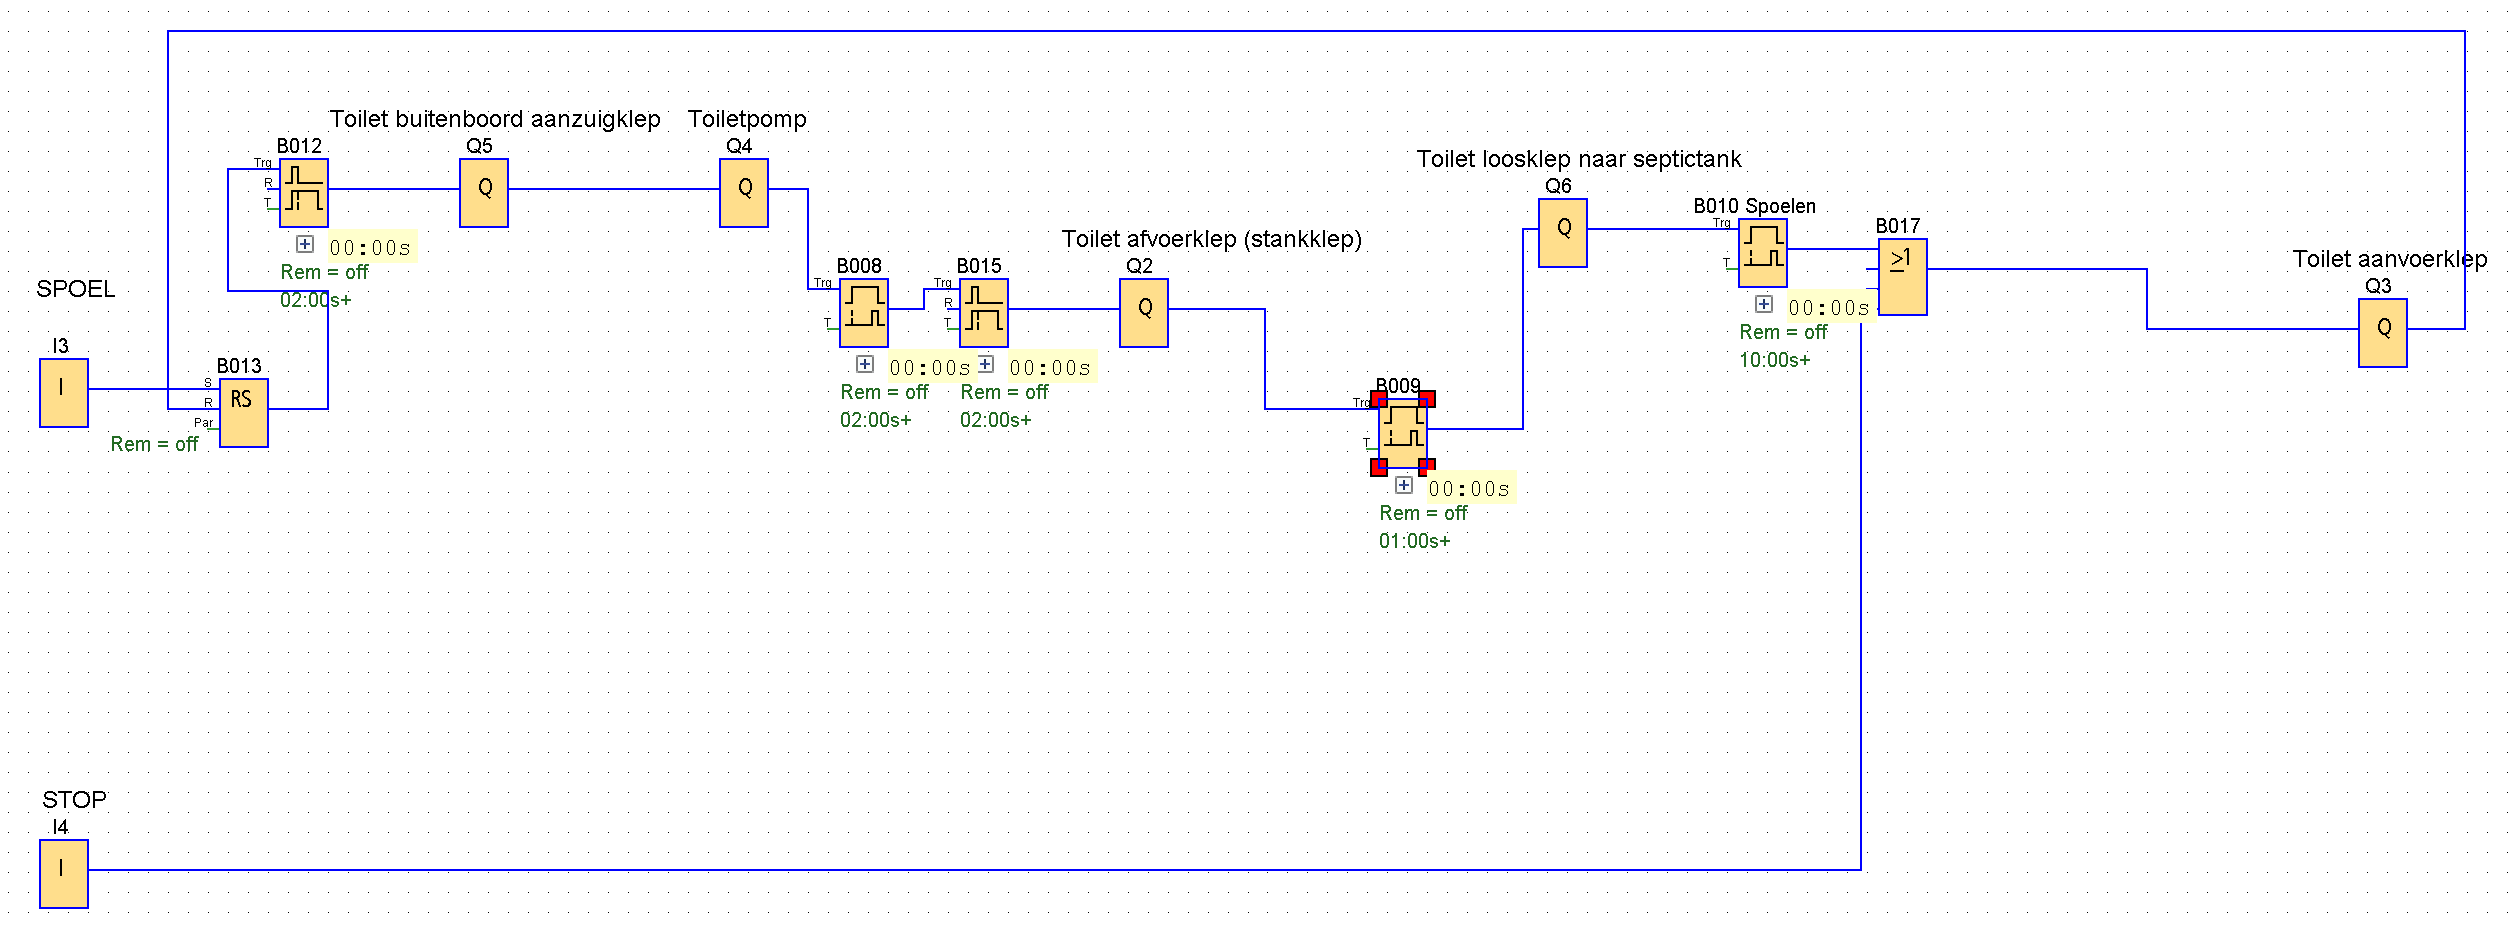 Toilet buitenboord aanzuigklep
Toiletpomp
B012
Q5
Q4
Trg
R
T
Q
Q
00:00s
Rem = off
02:00s+
SPOEL
I3
I
B013
S
R
Par
RS
Rem = off
B008
Trg
T
00:00s
Rem = off
02:00s+
B015
Trg
R
T
00:00s
Rem = off
02:00s+
Toilet afvoerklep (stankklep)
Q2
Q
B009
Trg
T
00:00s
Rem = off
01:00s+
Toilet loosklep naar septictank
Q6
Q
B010 Spoelen
Trg
T
00:00s
Rem = off
10:00s+
B017
≥1
Toilet aanvoerklep
Q3
Q
STOP
I4
I